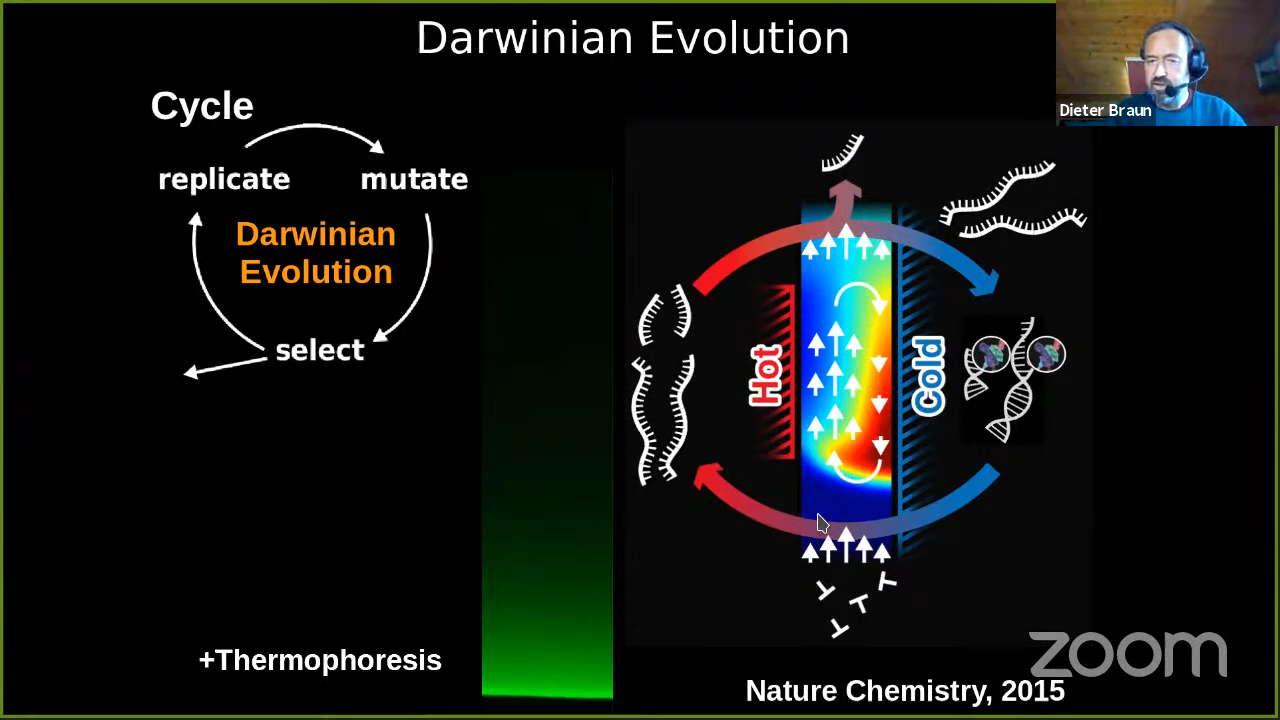 Darwinian Evolution
Dieter Braun
Cycle
replicate
mutate
Darwinian
Evolution
select
Hot
Cold
+Thermophoresis
Nature Chemistry, 2015
zoom